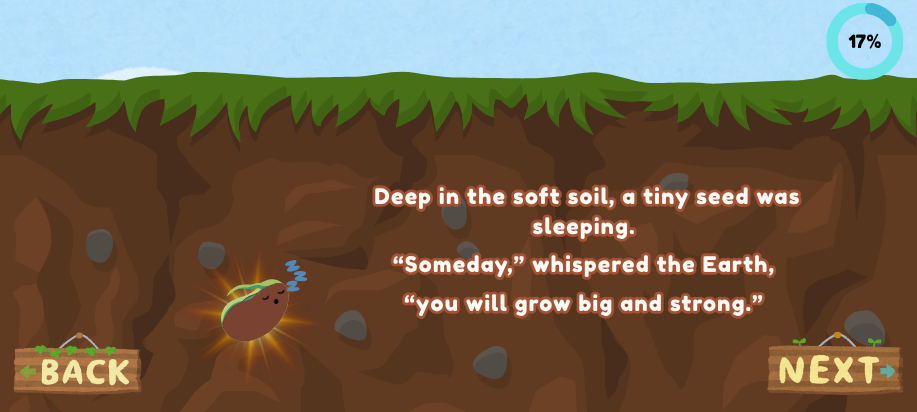 17%
Deep in the soft soil, a tiny seed was
sleeping.
“Someday,” whispered the Earth,
“you will grow big and strong.”
BACK
NEXT